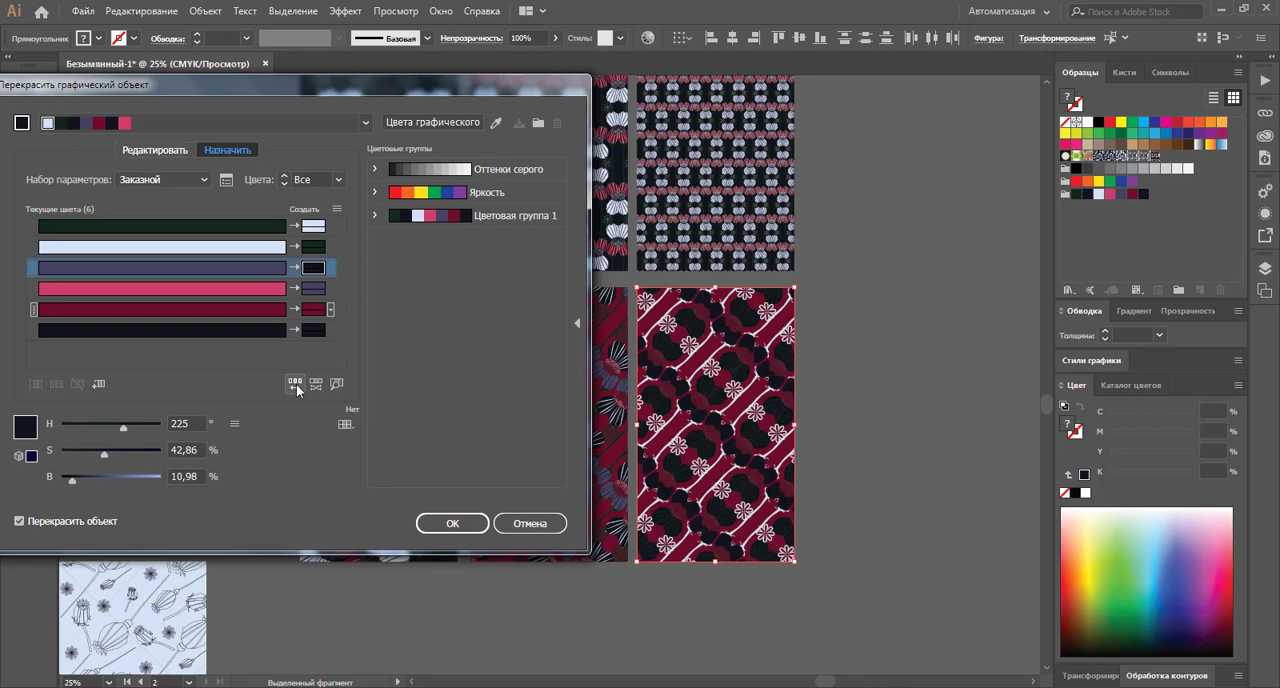 Ai Файл Редактирование Объект Текст Выделение Эффект Просмотр Окно Справка Автоматизация Поиск в Adobe Stock
Прямоугольник ? Обводка: Базовая Непрозрачность: 100% Стиль: Фигура: Трансформирование
Безымянный-1* @ 25% (CMYK/Просмотр) ×
Перекрасить графический объект
Цвета графического
Редактировать Назначить
Набор параметров: Заказной Цвета: Все
Текущие цвета (6) Создать
Цветовые группы
Оттенки серого
Яркость
Цветовая группа 1
Нет
H 225 °
S 42,86 %
B 10,98 %
Перекрасить объект
OK Отмена
Образцы Кисти Символы
?
Обводка Градиент Прозрачность
Толщина:
Стили графики
Цвет Каталог цветов
?
C %
M %
Y %
K %
Трансформиро Обработка контуров
25% 2 Выделенный фрагмент